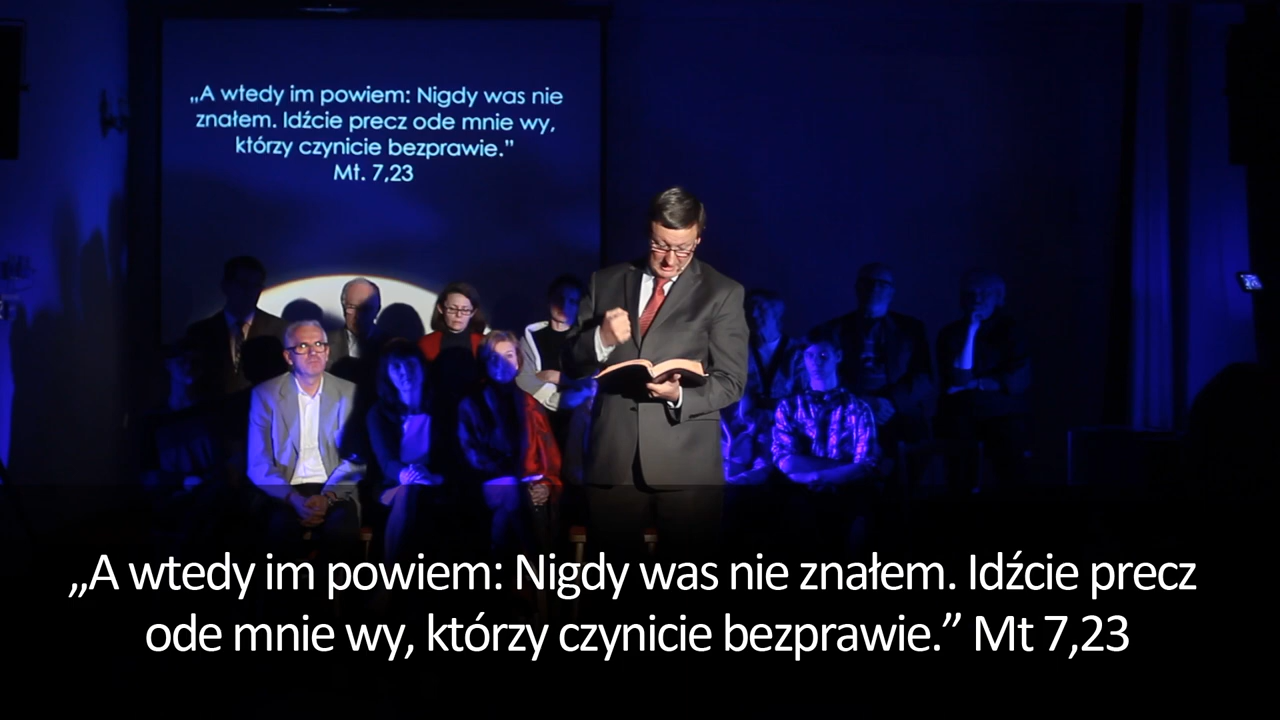 „A wtedy im powiem: Nigdy was nie
znałem. Idźcie precz ode mnie wy,
którzy czynicie bezprawie.”
Mt. 7,23
„A wtedy im powiem: Nigdy was nie znałem. Idźcie precz
ode mnie wy, którzy czynicie bezprawie.” Mt 7,23